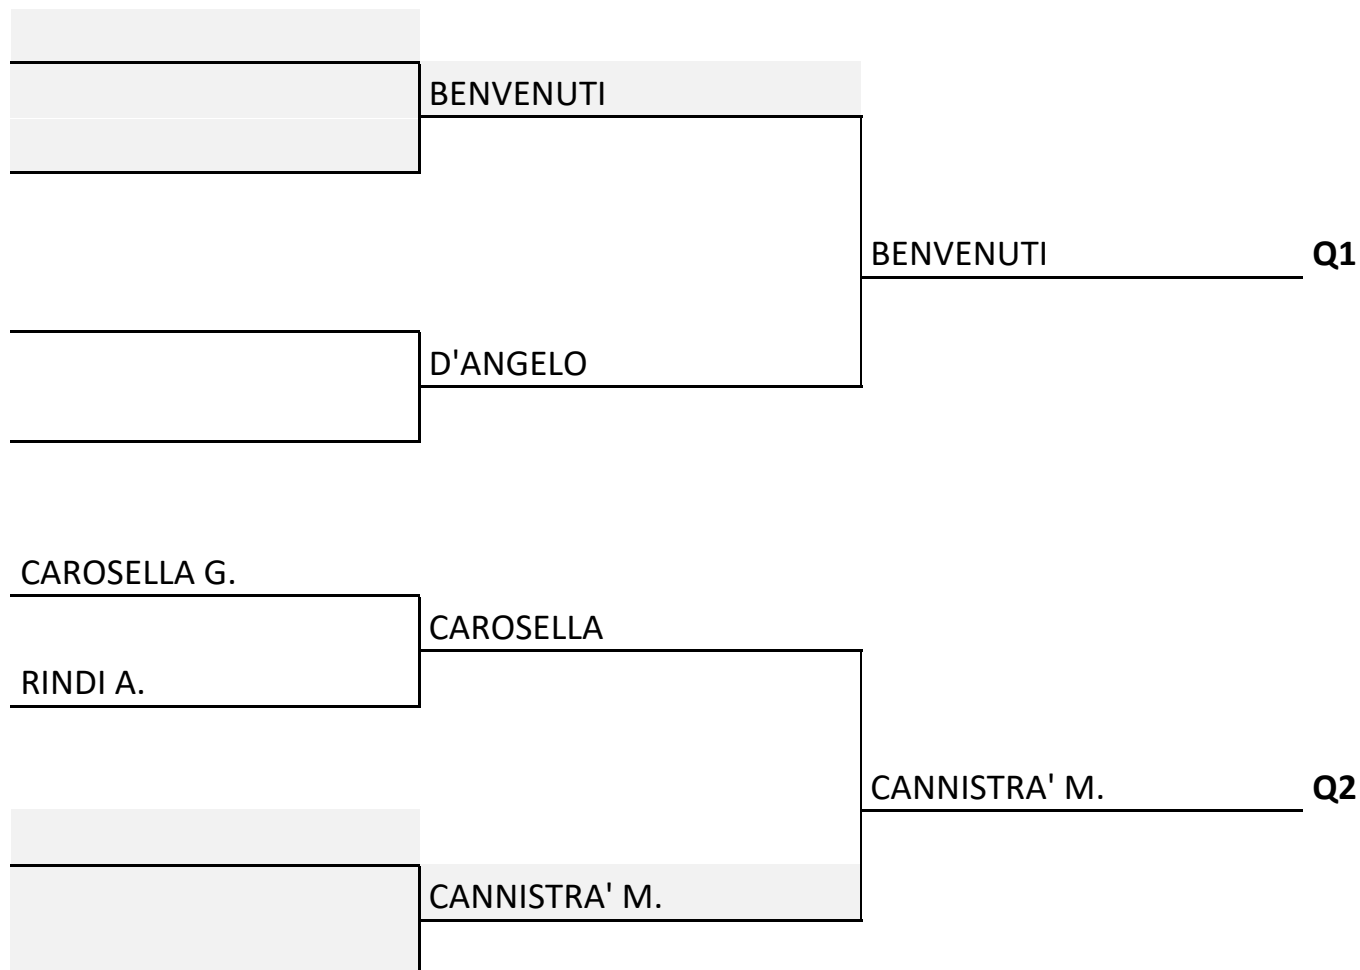 BENVENUTI
BENVENUTI Q1
D'ANGELO
CAROSELLA G.
CAROSELLA
RINDI A.
CANNISTRA' M. Q2
CANNISTRA' M.